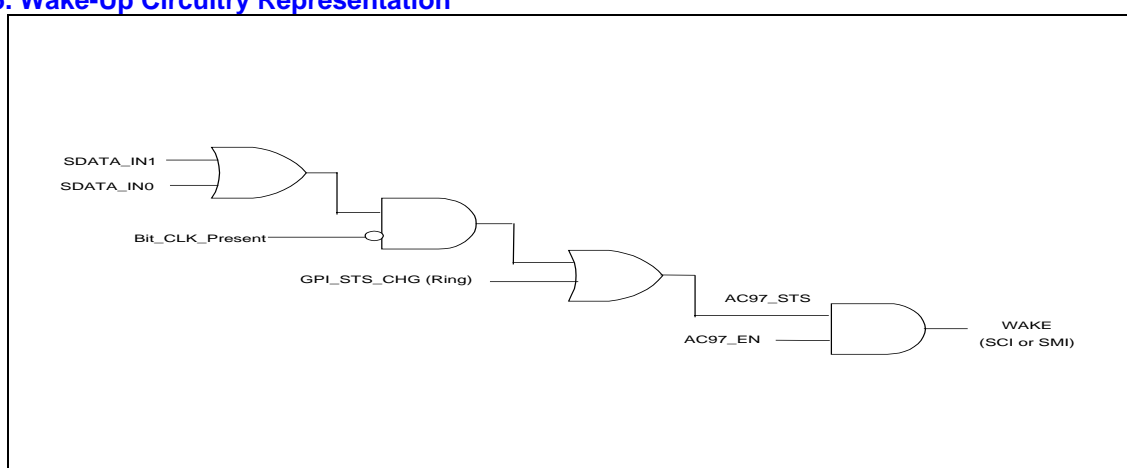 . Wake-Up Circuitry Representation
SDATA_IN1
SDATA_IN0
Bit_CLK_Present
GPI_STS_CHG (Ring)
AC97_STS
AC97_EN
WAKE
(SCI or SMI)